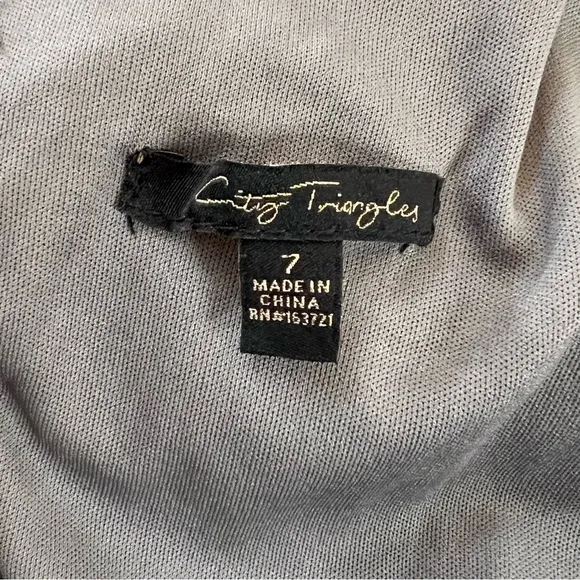 City Triangles
7
MADE IN
CHINA
RN#163721